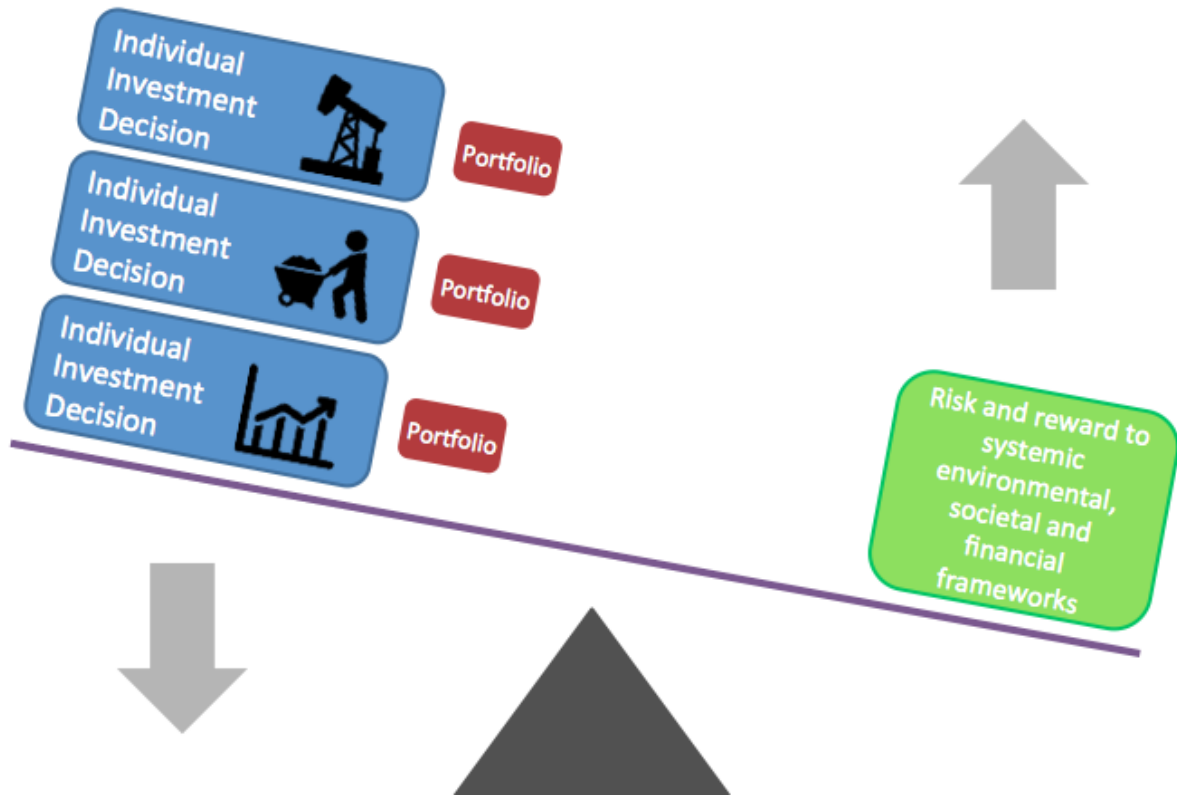 Individual
Investment
Decision
Portfolio
Individual
Investment
Decision
Portfolio
Individual
Investment
Decision
Portfolio
Risk and reward to
systemic
environmental,
societal and
financial
frameworks